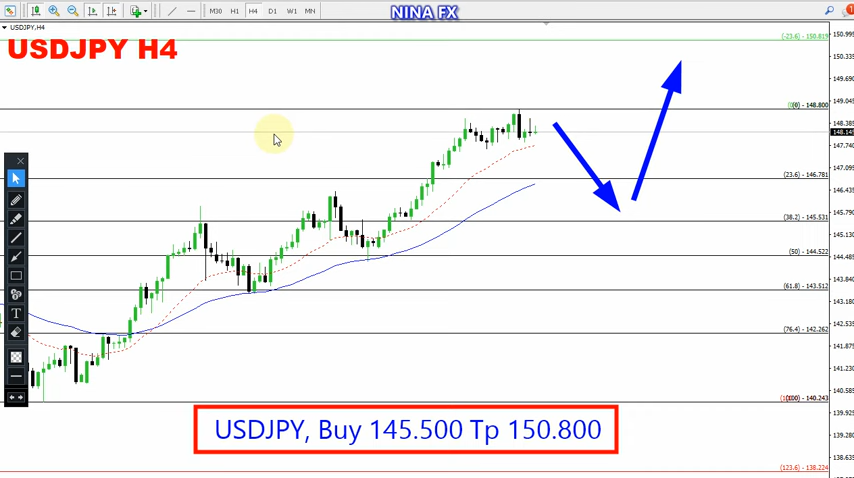 M30 H1 H4 D1 W1 MN
NINA FX
USDJPY,H4
USDJPY H4
(-23.6) - 150.819
150.995
150.335
149.690
149.045
(0) - 148.800
148.385
148.145
147.740
147.095
(23.6) - 146.781
146.435
145.790
(38.2) - 145.531
145.130
(50) - 144.522
144.485
143.840
(61.8) - 143.512
143.180
142.535
(76.4) - 142.262
141.875
141.230
140.585
(100) - 140.243
139.925
139.280
138.635
(123.6) - 138.224
T
USDJPY, Buy 145.500 Tp 150.800